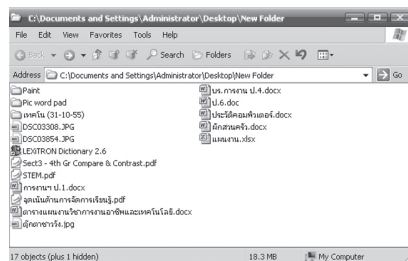 C:\Documents and Settings\Administrator\Desktop\New Folder
File Edit View Favorites Tools Help
Back Search Folders
Address C:\Documents and Settings\Administrator\Desktop\New Folder Go
Paint
Pic word pad
เทคโน (31-10-55)
DSC03308.JPG
DSC03854.JPG
LEXiTRON Dictionary 2.6
Sect3 - 4th Gr Compare & Contrast.pdf
STEM.pdf
การงานฯ ป.1.docx
จุดเน้นด้านการจัดการเรียนรู้.pdf
ตารางแผนงานวิชาการงานอาชีพและเทคโนโลยี.docx
ตุ๊กตาชาววัง.jpg
บร.การงาน ป.4.docx
ป.6.doc
ประวัติคอมพิวเตอร์.docx
ผักสวนครัว.docx
แผนงาน.xlsx
17 objects (plus 1 hidden) 18.3 MB My Computer